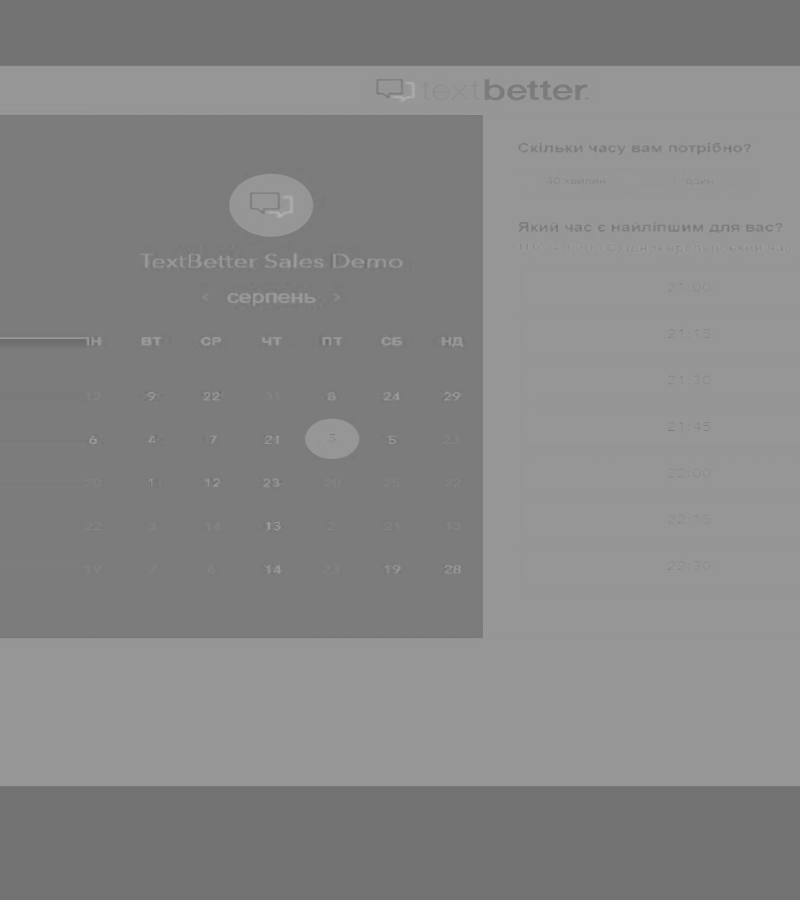 textbetter.
TextBetter Sales Demo
‹ серпень ›
ПН ВТ СР ЧТ ПТ СБ НД
12 9 22 31 8 24 29
6 4 7 21 5 5 23
20 1 12 23 20 25 22
22 3 14 13 2 21 13
19 7 6 14 23 19 28
Скільки часу вам потрібно?
40 хвилин 1 годин
Який час є найліпшим для вас?
21:00
21:15
21:30
21:45
22:00
22:15
22:30